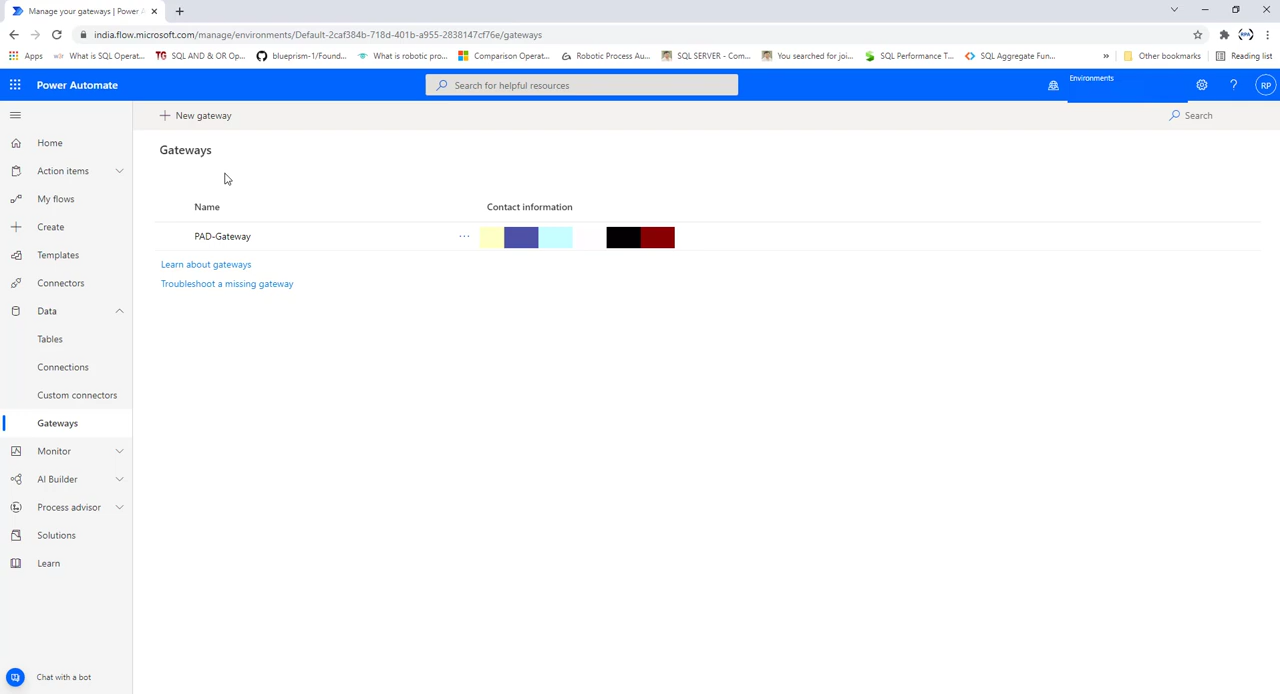 Manage your gateways | Power A
india.flow.microsoft.com/manage/environments/Default-2caf384b-718d-401b-a955-2838147cf76e/gateways
Apps
What is SQL Operat...
TG SQL AND & OR Op...
blueprism-1/Found...
What is robotic pro...
Comparison Operat...
Robotic Process Au...
SQL SERVER - Com...
You searched for joi...
SQL Performance T...
SQL Aggregate Fun...
»
Other bookmarks
Reading list
Power Automate
Search for helpful resources
Environments
?
RP
New gateway
Search
Home
Action items
My flows
Create
Templates
Connectors
Data
Tables
Connections
Custom connectors
Gateways
Monitor
AI Builder
Process advisor
Solutions
Learn
Chat with a bot
Gateways
Name
Contact information
PAD-Gateway
...
Learn about gateways
Troubleshoot a missing gateway